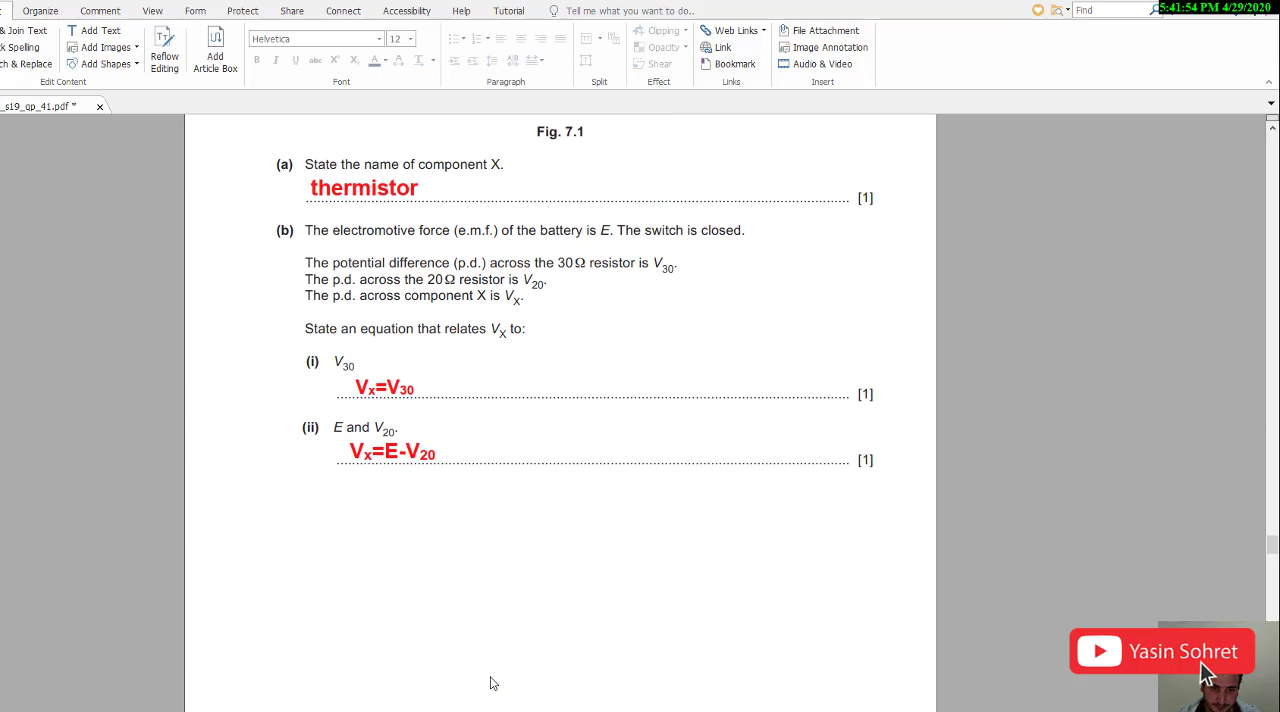 Organize Comment View Form Protect Share Connect Accessibility Help Tutorial Tell me what you want to do.. Find 5:41:54 PM 4/29/2020
Join Text Add Text Helvetica 12 Clipping Web Links File Attachment
Spelling Add Images Reflow Editing Add Article Box B I U abc X X A A T Opacity Link Image Annotation
& Replace Add Shapes Shear Bookmark Audio & Video
Edit Content Font Paragraph Split Effect Links Insert
_s19_qp_41.pdf *
Fig. 7.1
(a) State the name of component X.
thermistor
[1]
(b) The electromotive force (e.m.f.) of the battery is E. The switch is closed.
The potential difference (p.d.) across the 30 Ω resistor is V30.
The p.d. across the 20 Ω resistor is V20.
The p.d. across component X is VX.
State an equation that relates VX to:
(i) V30
Vx=V30
[1]
(ii) E and V20.
Vx=E-V20
[1]
Yasin Sohret